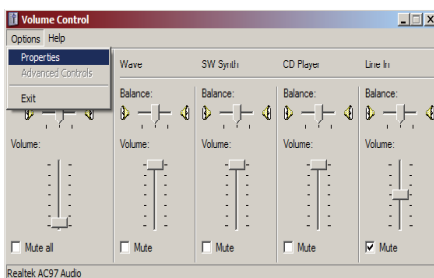 Volume Control
Options Help
Properties
Advanced Controls
Exit
Wave SW Synth CD Player Line In
Balance: Balance: Balance: Balance:
Volume: Volume: Volume: Volume: Volume:
Mute all Mute Mute Mute Mute
Realtek AC97 Audio